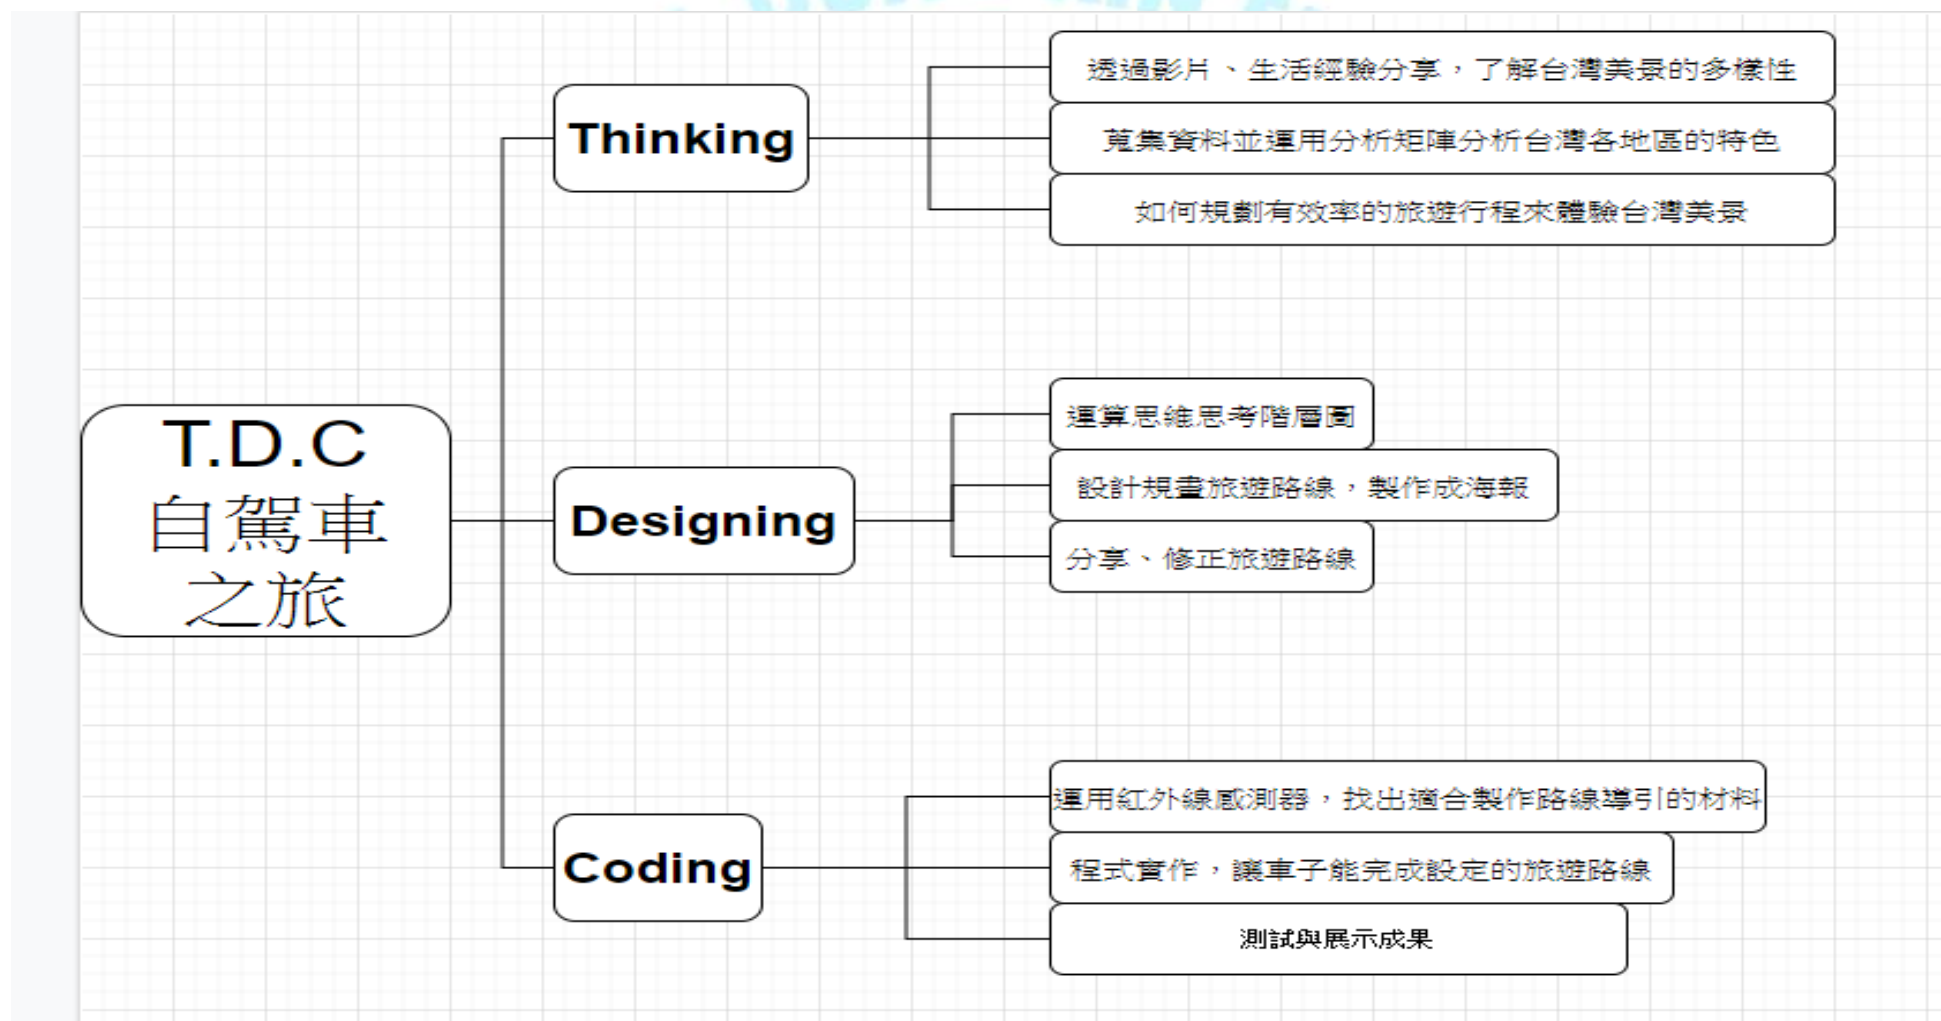 T.D.C
自駕車
之旅
Thinking
透過影片、生活經驗分享，了解台灣美景的多樣性
蒐集資料並運用分析矩陣分析台灣各地區的特色
如何規劃有效率的旅遊行程來體驗台灣美景
Designing
運算思維思考階層圖
設計規畫旅遊路線，製作成海報
分享、修正旅遊路線
Coding
運用紅外線感測器，找出適合製作路線導引的材料
程式實作，讓車子能完成設定的旅遊路線
測試與展示成果